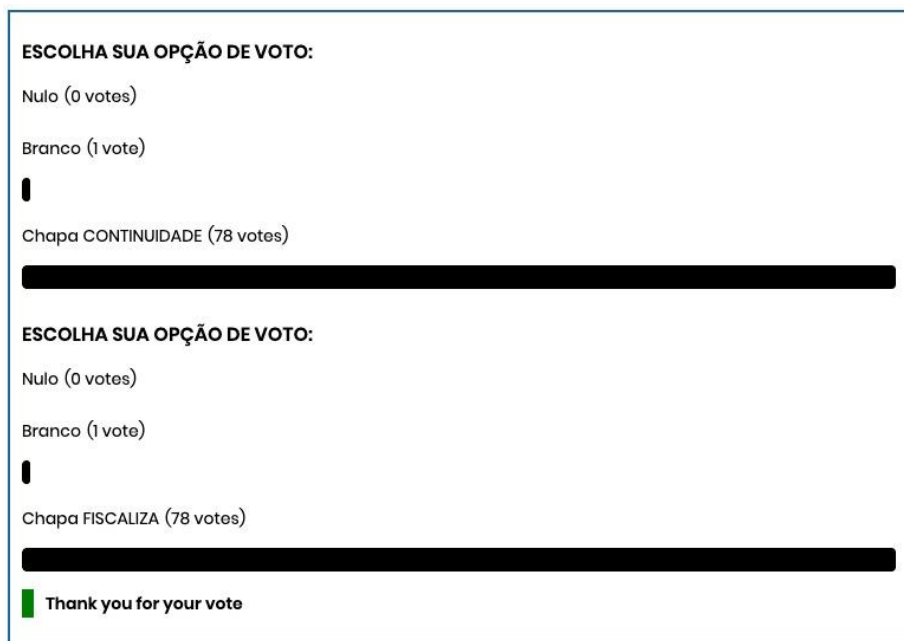 ESCOLHA SUA OPÇÃO DE VOTO:
Nulo (0 votes)
Branco (1 vote)
Chapa CONTINUIDADE (78 votes)
ESCOLHA SUA OPÇÃO DE VOTO:
Nulo (0 votes)
Branco (1 vote)
Chapa FISCALIZA (78 votes)
Thank you for your vote